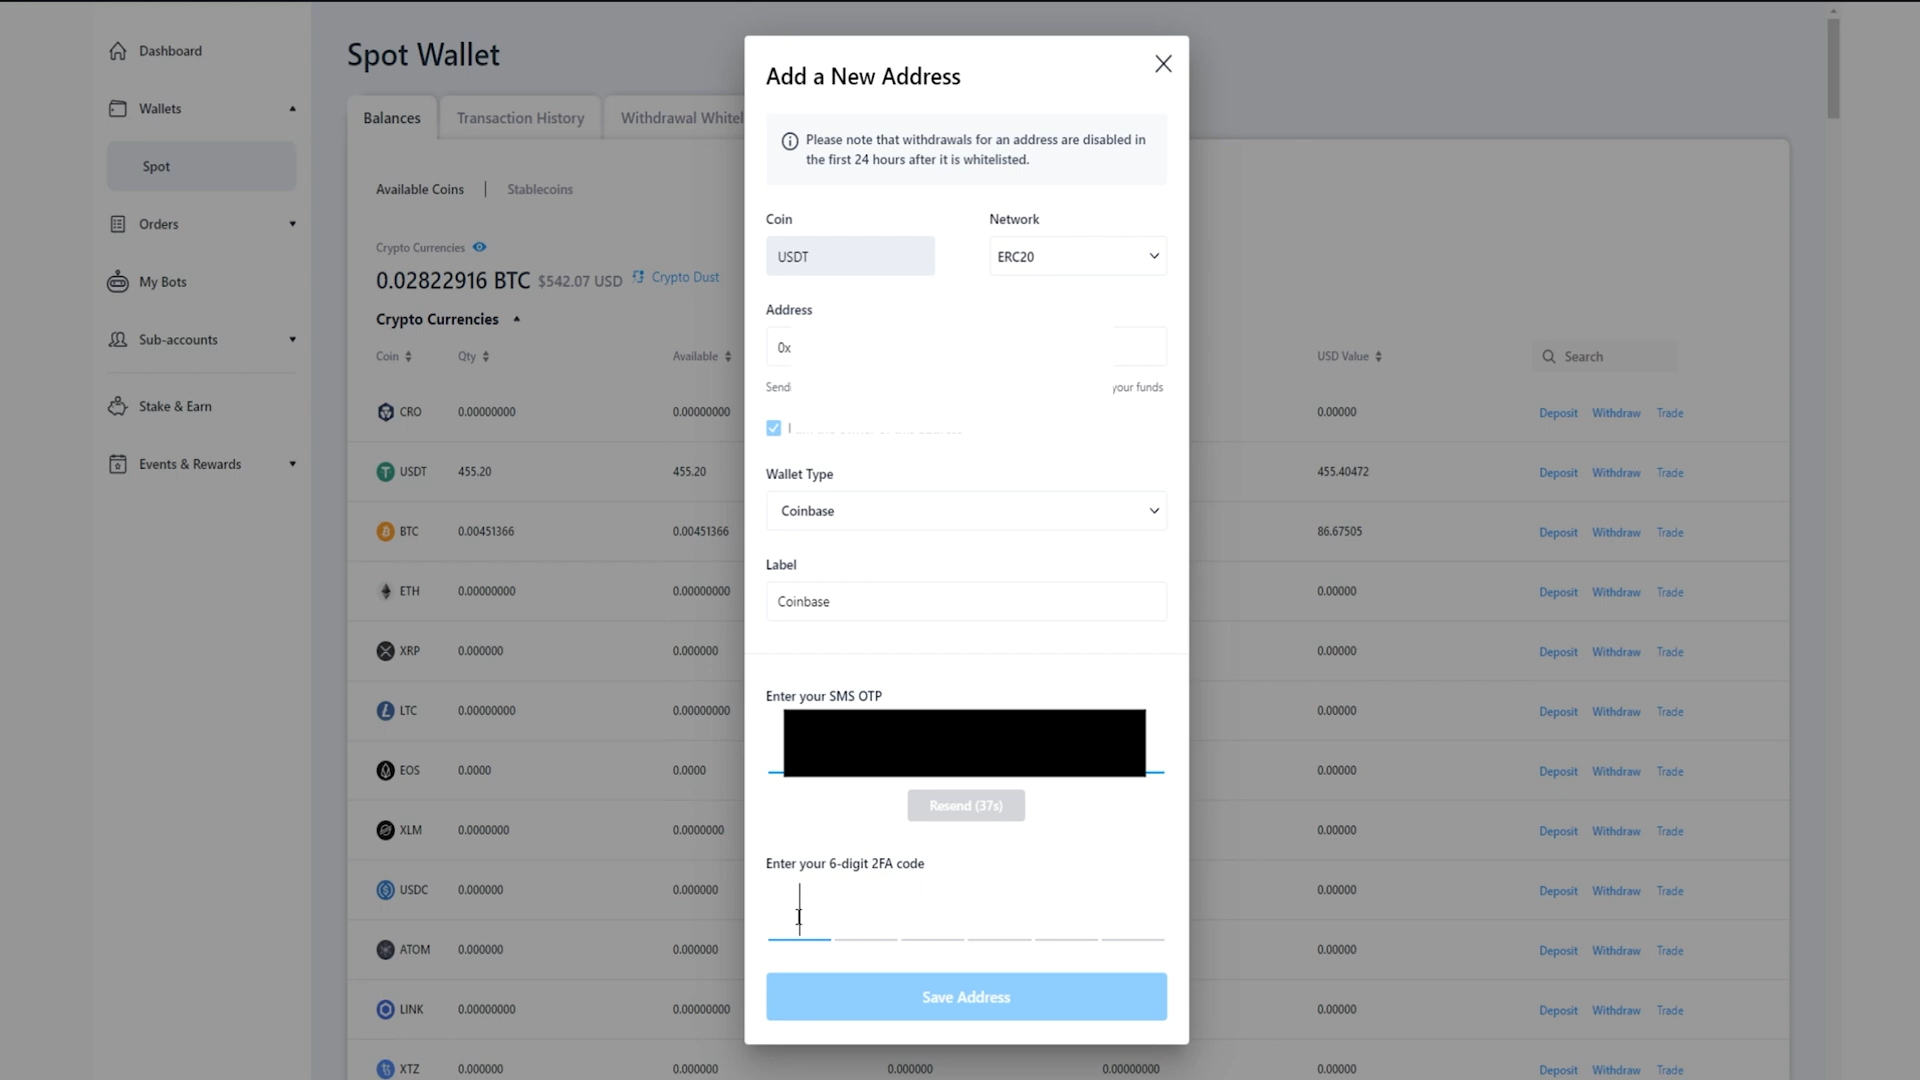 Dashboard
Wallets
Spot
Orders
My Bots
Sub-accounts
Stake & Earn
Events & Rewards
Spot Wallet
Balances
Transaction History
Withdrawal Whitel
Available Coins
Stablecoins
Crypto Currencies
0.02822916 BTC $542.07 USD Crypto Dust
Crypto Currencies
Coin Qty Available USD Value Search
CRO 0.00000000 0.00000000 0.00000 Deposit Withdraw Trade
USDT 455.20 455.20 455.40472 Deposit Withdraw Trade
BTC 0.00451366 0.00451366 86.67505 Deposit Withdraw Trade
ETH 0.00000000 0.00000000 0.00000 Deposit Withdraw Trade
XRP 0.000000 0.000000 0.00000 Deposit Withdraw Trade
LTC 0.00000000 0.00000000 0.00000 Deposit Withdraw Trade
EOS 0.0000 0.0000 0.00000 Deposit Withdraw Trade
XLM 0.0000000 0.0000000 0.00000 Deposit Withdraw Trade
USDC 0.000000 0.000000 0.00000 Deposit Withdraw Trade
ATOM 0.000000 0.000000 0.00000 Deposit Withdraw Trade
LINK 0.00000000 0.00000000 0.00000 Deposit Withdraw Trade
XTZ 0.000000 0.000000 0.000000 0.00000000 0.00000 Deposit Withdraw Trade
Add a New Address
Please note that withdrawals for an address are disabled in
the first 24 hours after it is whitelisted.
Coin
Network
USDT
ERC20
Address
0x
Send
your funds
I
Wallet Type
Coinbase
Label
Coinbase
Enter your SMS OTP
Resend (37s)
Enter your 6-digit 2FA code
Save Address